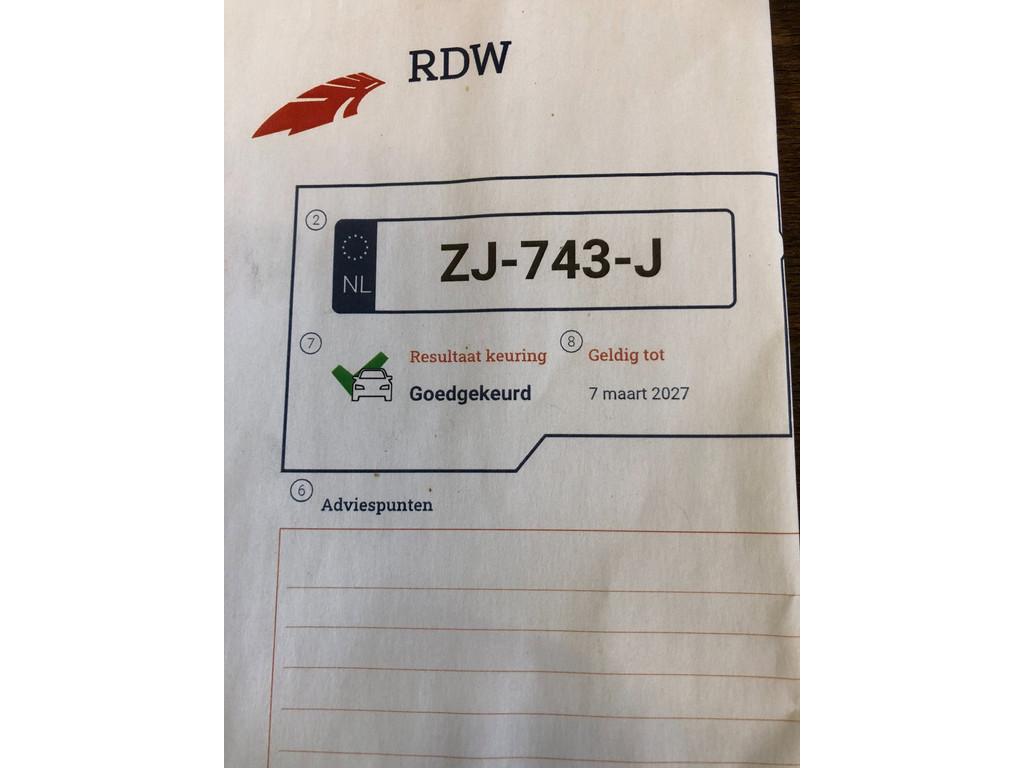 RDW
2
NL
ZJ-743-J
7
Resultaat keuring
Goedgekeurd
8
Geldig tot
7 maart 2027
6
Adviespunten